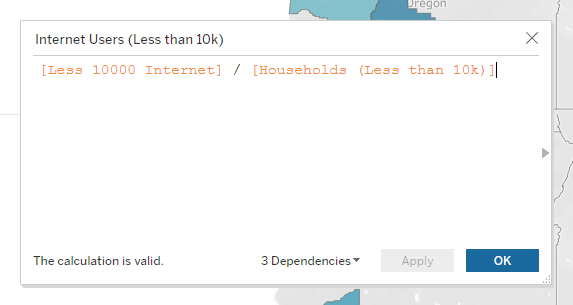 Oregon
Internet Users (Less than 10k)
[Less 10000 Internet] / [Households (Less than 10k)]
The calculation is valid.
3 Dependencies
Apply
OK